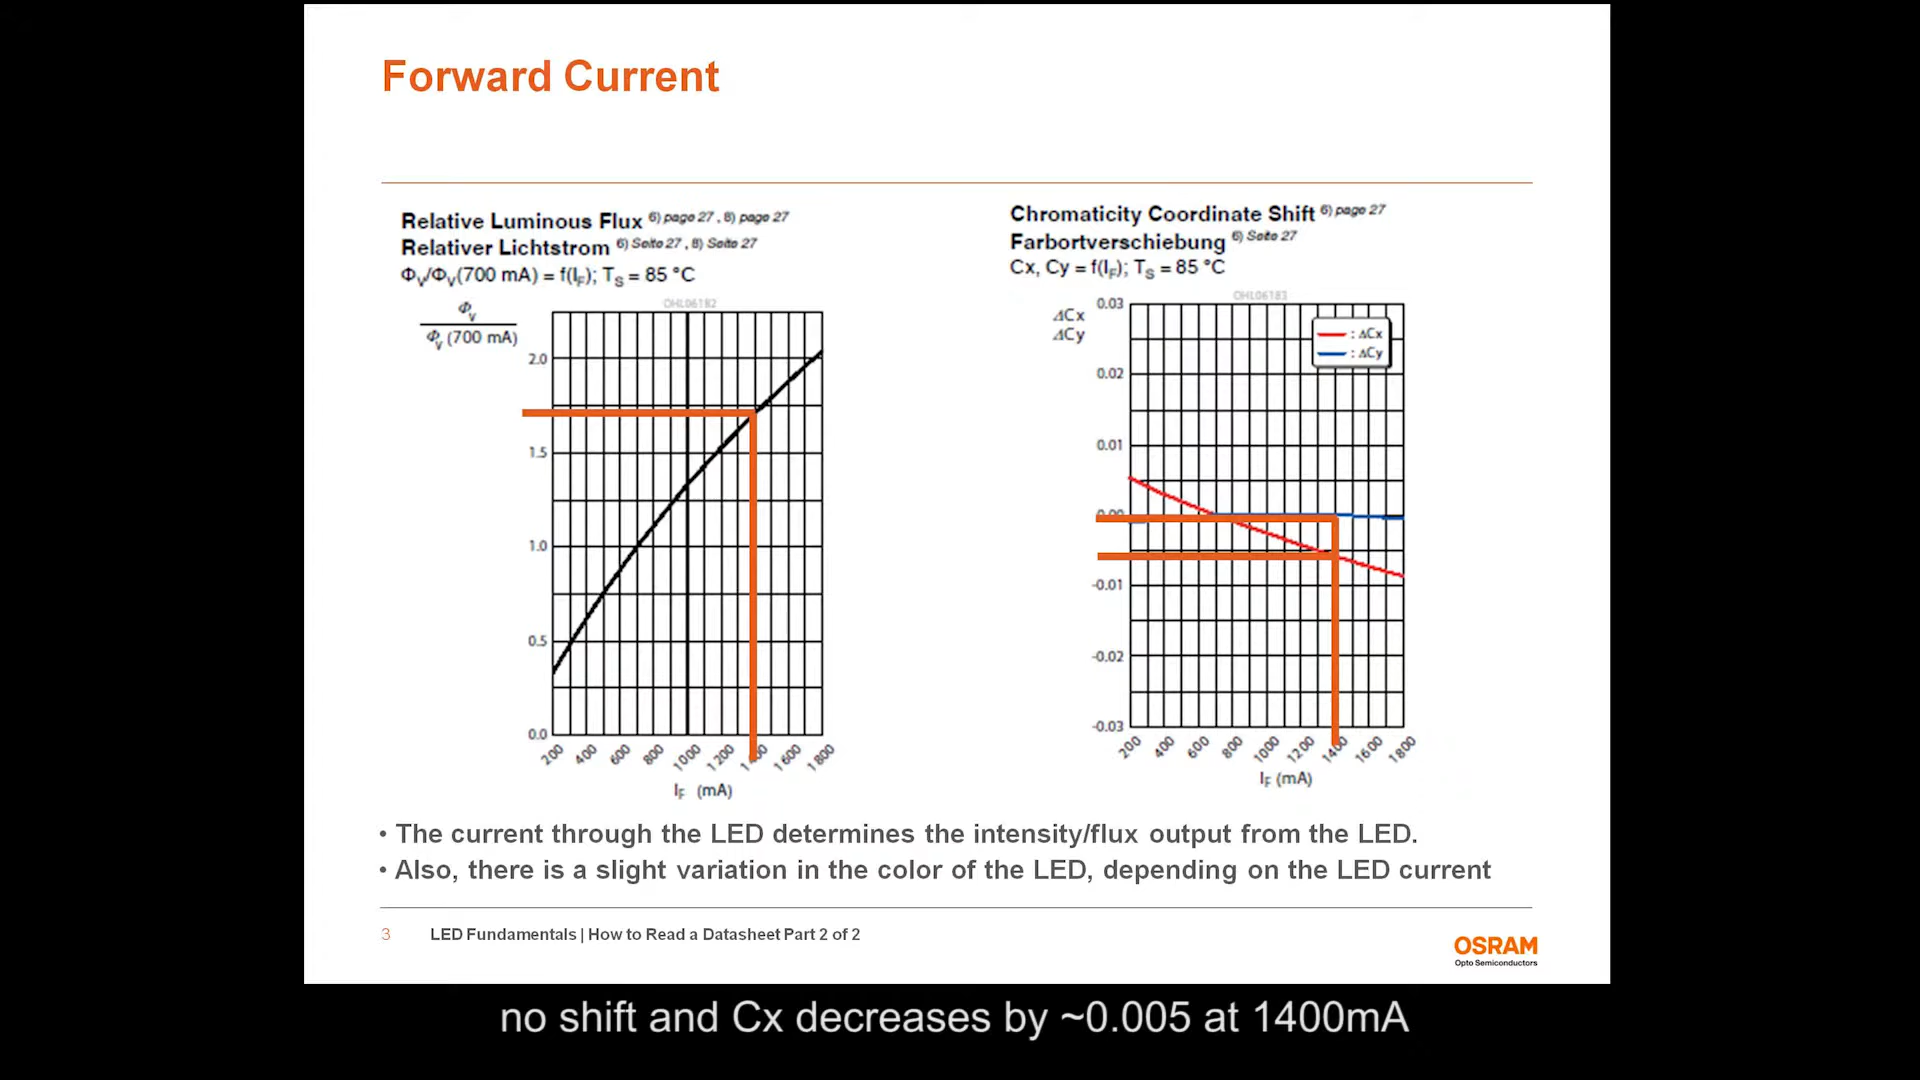 Forward Current
Relative Luminous Flux 6) page 27 , 8) page 27
Relativer Lichtstrom 6) Seite 27 , 8) Seite 27
ΦV/ΦV(700 mA) = f(IF); TS = 85 °C
OHL06182
ΦV
ΦV (700 mA)
2.0
1.5
1.0
0.5
0.0
200 400 600 800 1000 1200 1400 1600 1800
IF (mA)
Chromaticity Coordinate Shift 6) page 27
Farbortverschiebung 6) Seite 27
Cx, Cy = f(IF); TS = 85 °C
OHL06183
ΔCx
ΔCy
: ΔCx
: ΔCy
0.03
0.02
0.01
0.00
-0.01
-0.02
-0.03
200 400 600 800 1000 1200 1400 1600 1800
IF (mA)
• The current through the LED determines the intensity/flux output from the LED.
• Also, there is a slight variation in the color of the LED, depending on the LED current
3 LED Fundamentals | How to Read a Datasheet Part 2 of 2
OSRAM
Opto Semiconductors
no shift and Cx decreases by ~0.005 at 1400mA